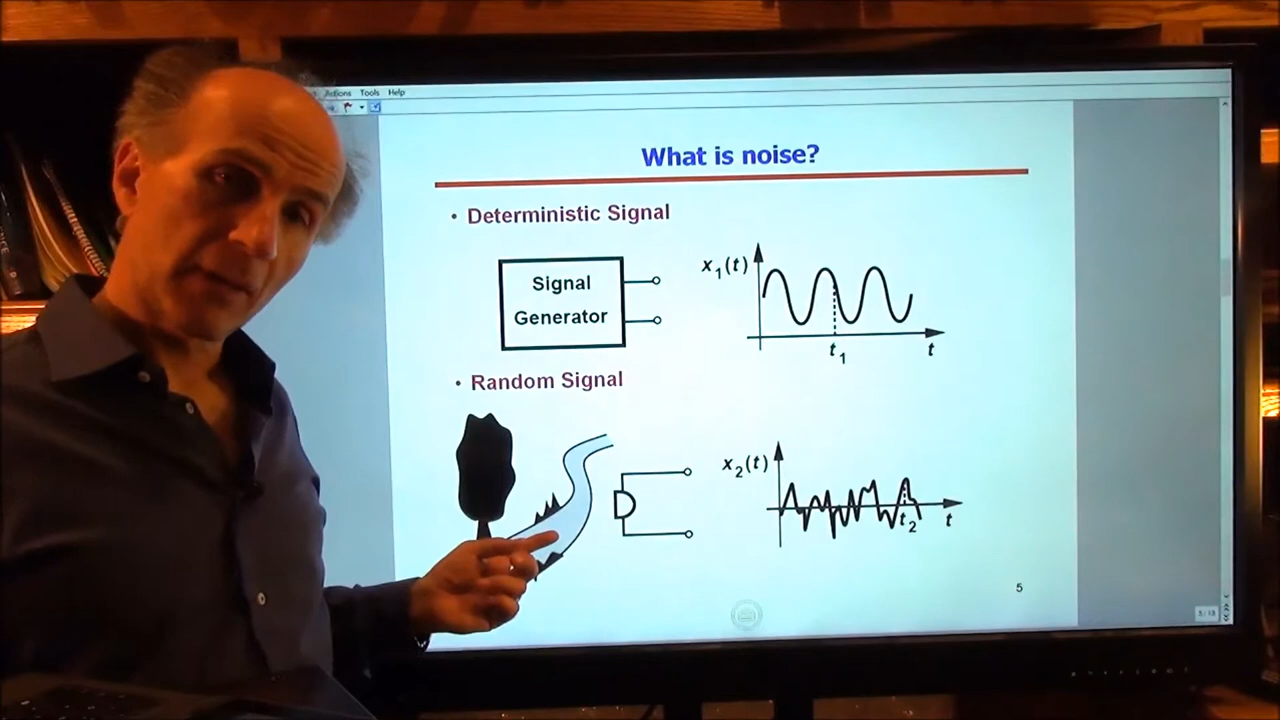 Actions Tools Help
What is noise?
• Deterministic Signal
Signal
Generator
x1(t)
t1
t
• Random Signal
x2(t)
t2
t
5